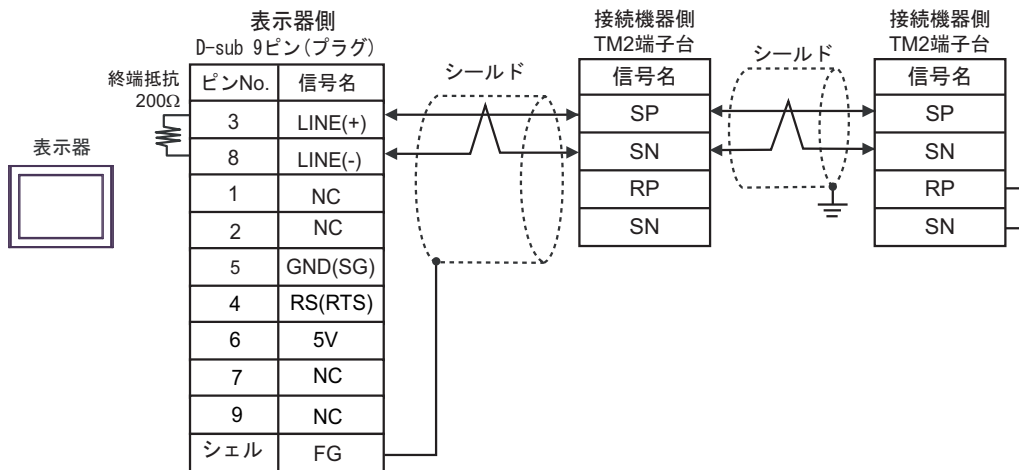 表示器側
D-sub 9ピン(プラグ)
終端抵抗
200Ω
表示器
ピンNo. 信号名
3 LINE(+)
8 LINE(-)
1 NC
2 NC
5 GND(SG)
4 RS(RTS)
6 5V
7 NC
9 NC
シェル FG
シールド
接続機器側
TM2端子台
信号名
SP
SN
RP
SN
シールド
接続機器側
TM2端子台
信号名
SP
SN
RP
SN